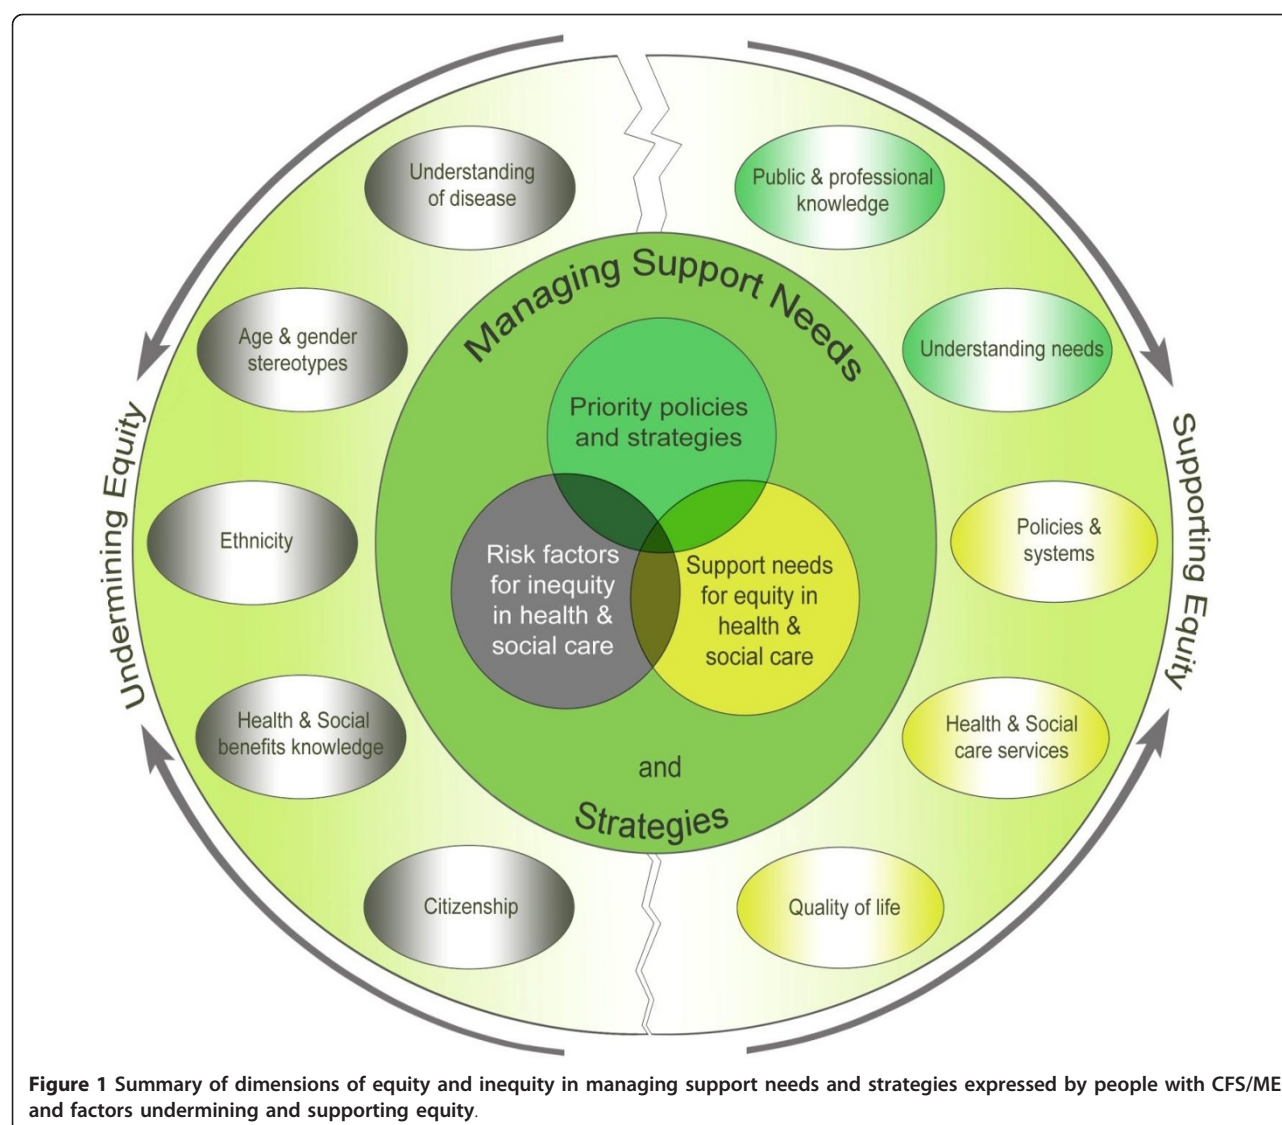 Understanding
of disease
Public & professional
knowledge
Managing Support Needs
Age & gender
stereotypes
Understanding needs
Priority policies
and strategies
Undermining Equity
Supporting Equity
Ethnicity
Policies &
systems
Risk factors
for inequity
in health &
social care
Support needs
for equity in
health &
social care
Health & Social
benefits knowledge
Health & Social
care services
and
Strategies
Citizenship
Quality of life
Figure 1 Summary of dimensions of equity and inequity in managing support needs and strategies expressed by people with CFS/ME
and factors undermining and supporting equity.